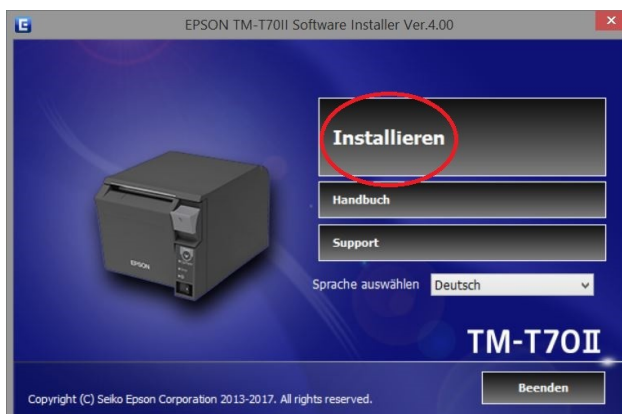 EPSON TM-T70II Software Installer Ver.4.00
Installieren
Handbuch
Support
Sprache auswählen Deutsch
EPSON
TM-T70II
Beenden
Copyright (C) Seiko Epson Corporation 2013-2017. All rights reserved.